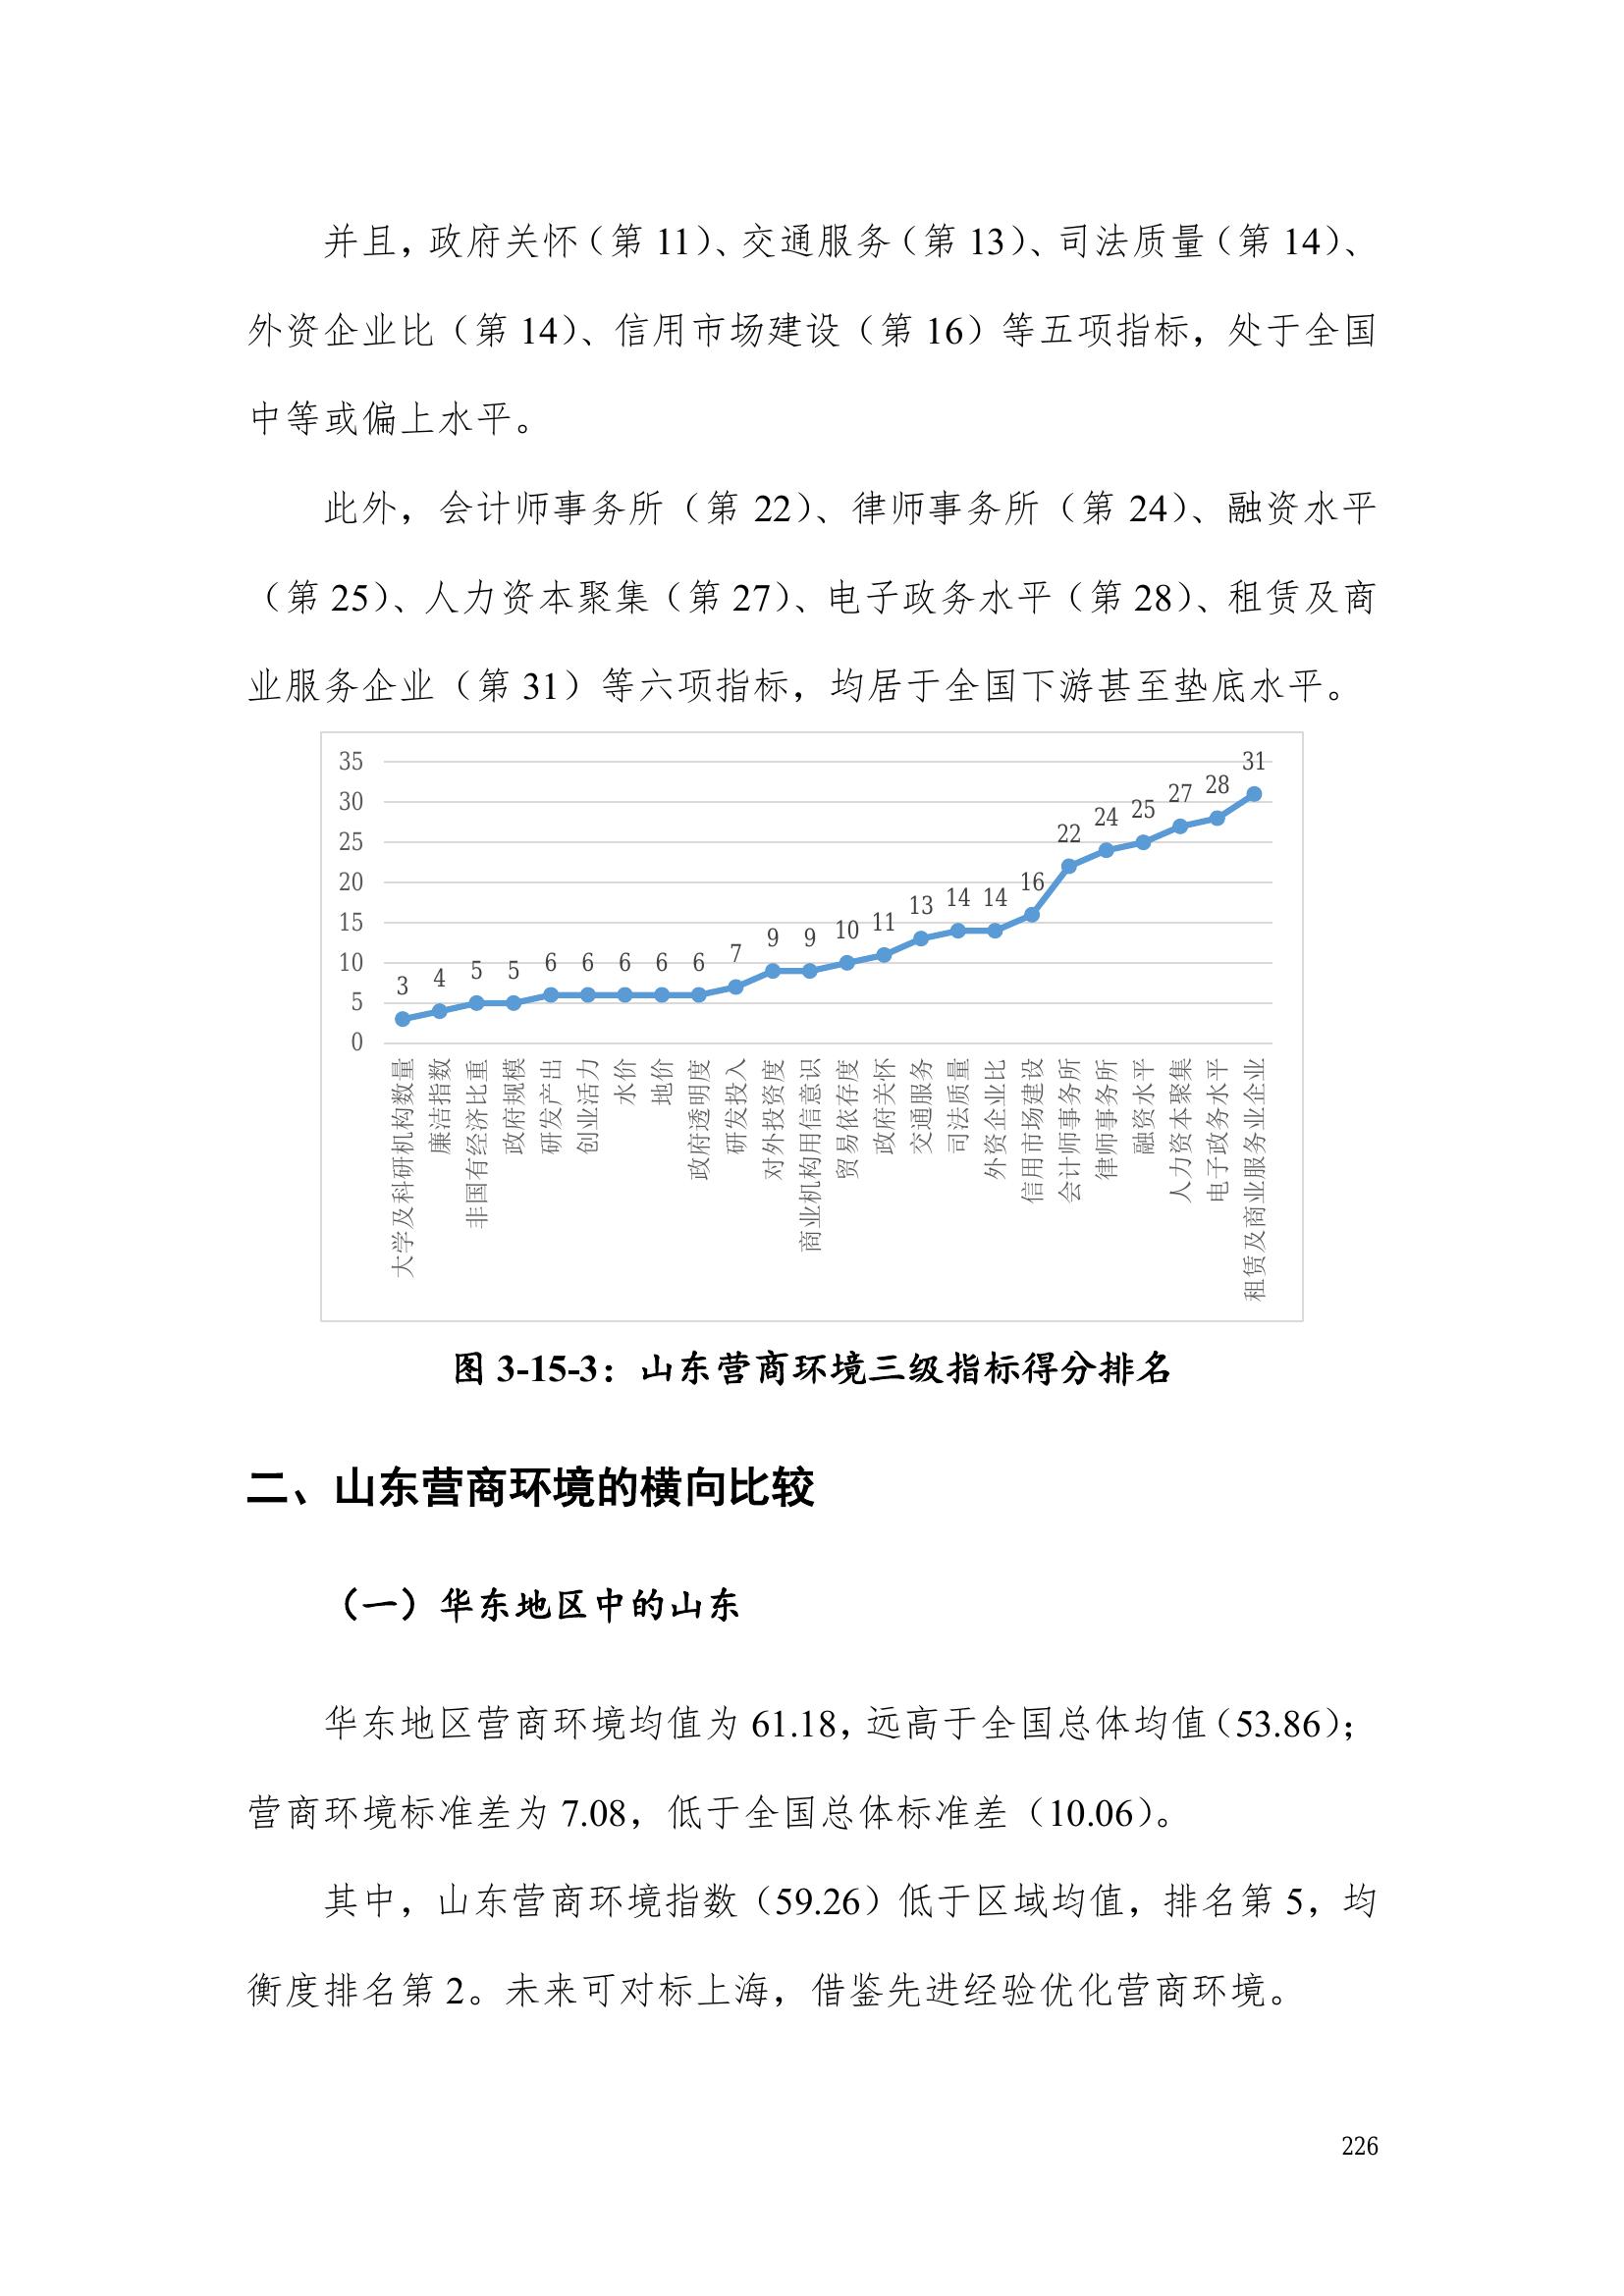 并且，政府关怀（第 11）、交通服务（第 13）、司法质量（第 14）、
外资企业比（第 14）、信用市场建设（第 16）等五项指标，处于全国
中等或偏上水平。
此外，会计师事务所（第 22）、律师事务所（第 24）、融资水平
（第 25）、人力资本聚集（第 27）、电子政务水平（第 28）、租赁及商
业服务企业（第 31）等六项指标，均居于全国下游甚至垫底水平。
35
30
25
20
15
10
5
0
3 4 5 5 6 6 6 6 6 7 9 9 10 11 13 14 14 16 22 24 25 27 28 31
大学及科研机构数量
廉洁指数
非国有经济比重
政府规模
研发产出
创业活力
水价
地价
政府透明度
研发投入
对外投资度
商业机构用信意识
贸易依存度
政府关怀
交通服务
司法质量
外资企业比
信用市场建设
会计师事务所
律师事务所
融资水平
人力资本聚集
电子政务水平
租赁及商业服务业企业
图 3-15-3：山东营商环境三级指标得分排名
二、山东营商环境的横向比较
（一）华东地区中的山东
华东地区营商环境均值为 61.18，远高于全国总体均值（53.86）；
营商环境标准差为 7.08，低于全国总体标准差（10.06）。
其中，山东营商环境指数（59.26）低于区域均值，排名第 5，均
衡度排名第 2。未来可对标上海，借鉴先进经验优化营商环境。
226